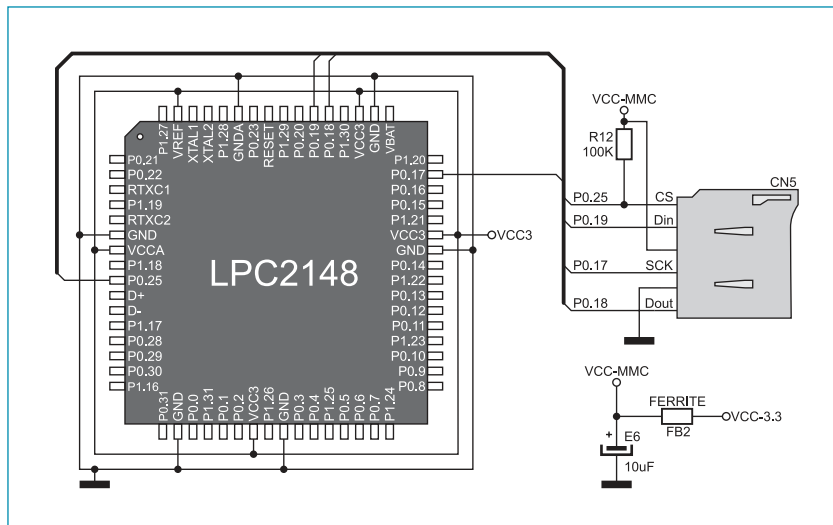 P1.27
VREF
XTAL1
XTAL2
P1.28
GNDA
P0.23
RESET
P1.29
P0.20
P0.19
P0.18
P1.30
VCC3
GND
VBAT
P0.21
P0.22
RTXC1
P1.19
RTXC2
GND
VCCA
P1.18
P0.25
D+
D-
P1.17
P0.28
P0.29
P0.30
P1.16
LPC2148
P1.20
P0.17
P0.16
P0.15
P1.21
VCC3
GND
P0.14
P1.22
P0.13
P0.12
P0.11
P1.23
P0.10
P0.9
P0.8
P0.31
GND
P0.0
P1.31
P0.1
P0.2
VCC3
P1.26
GND
P0.3
P0.4
P1.25
P0.5
P0.6
P0.7
P1.24
VCC3
VCC-MMC
R12
100K
CN5
P0.25 CS
P0.19 Din
P0.17 SCK
P0.18 Dout
VCC-MMC
FERRITE
VCC-3.3
FB2
+ E6
10uF